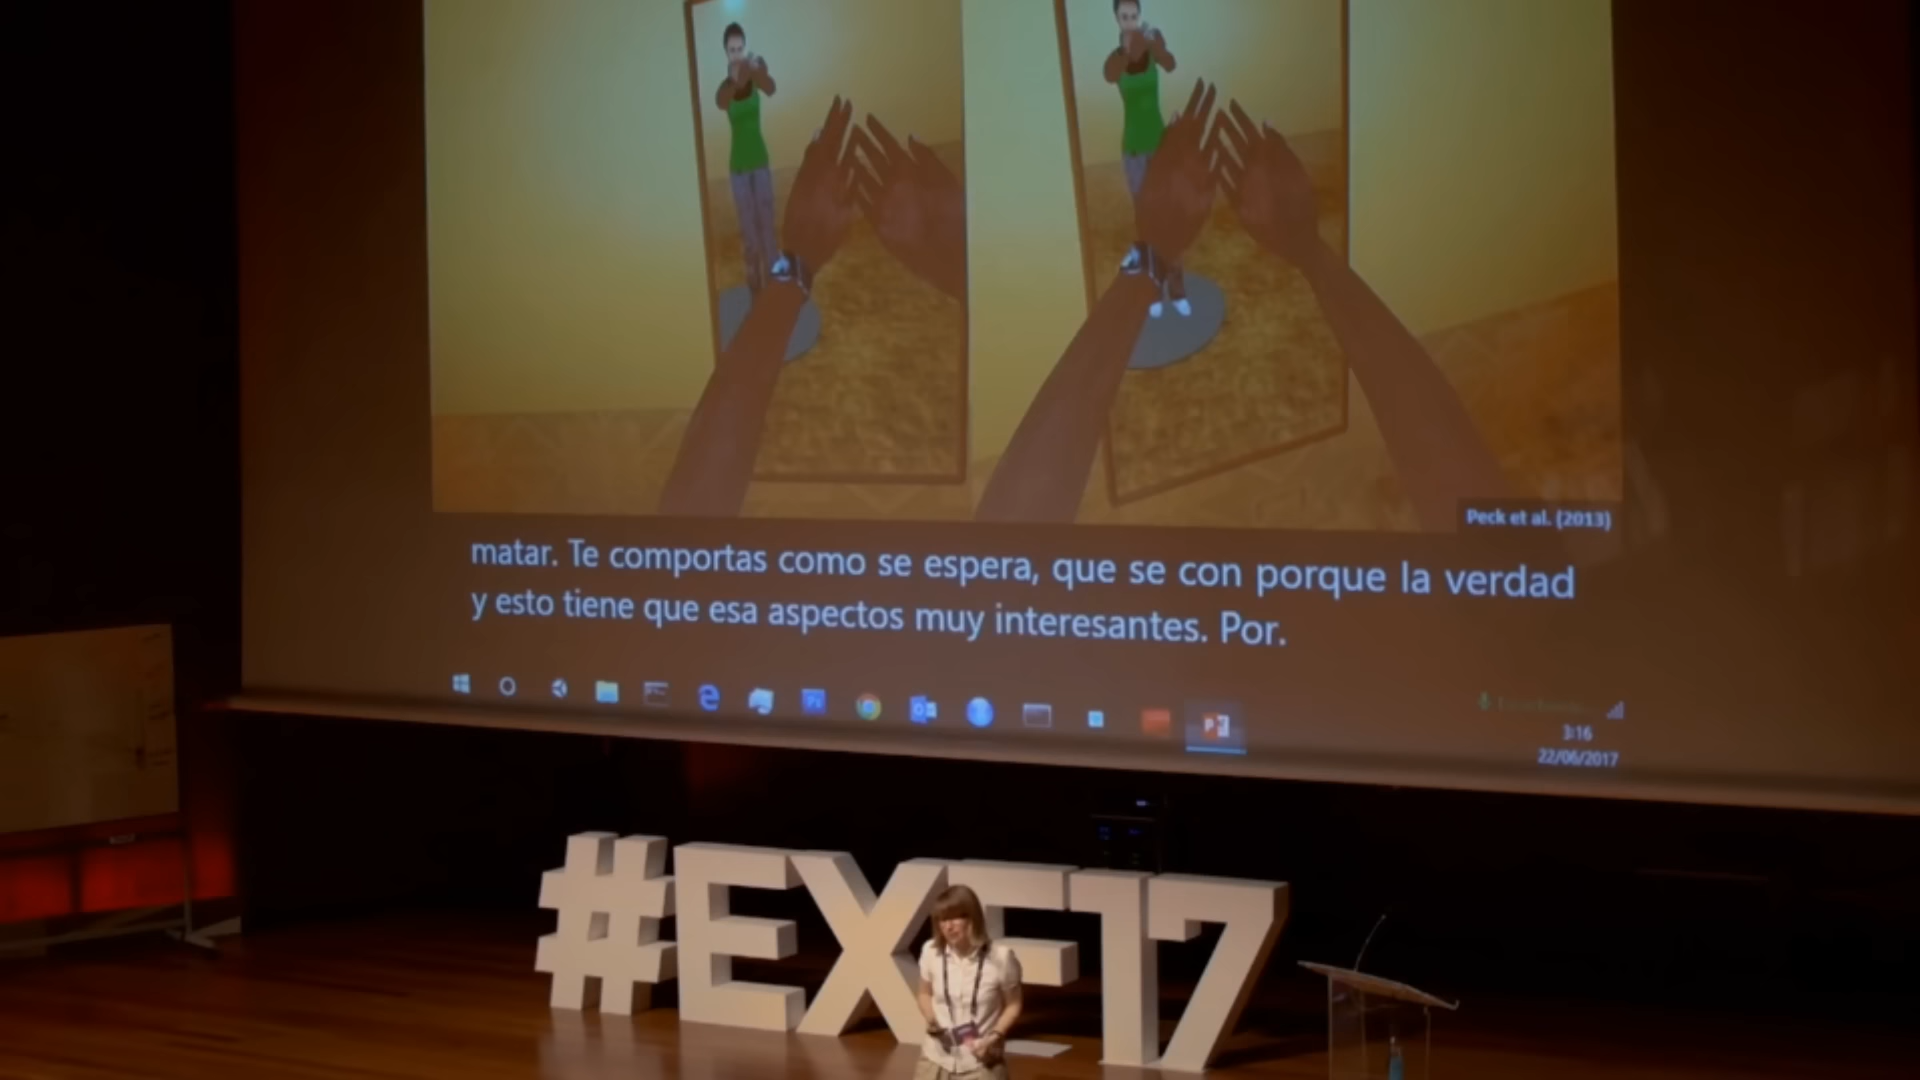 Peck et al. (2013)
matar. Te comportas como se espera, que se con porque la verdad
y esto tiene que esa aspectos muy interesantes. Por.
3:16
22/06/2017
#EXE17